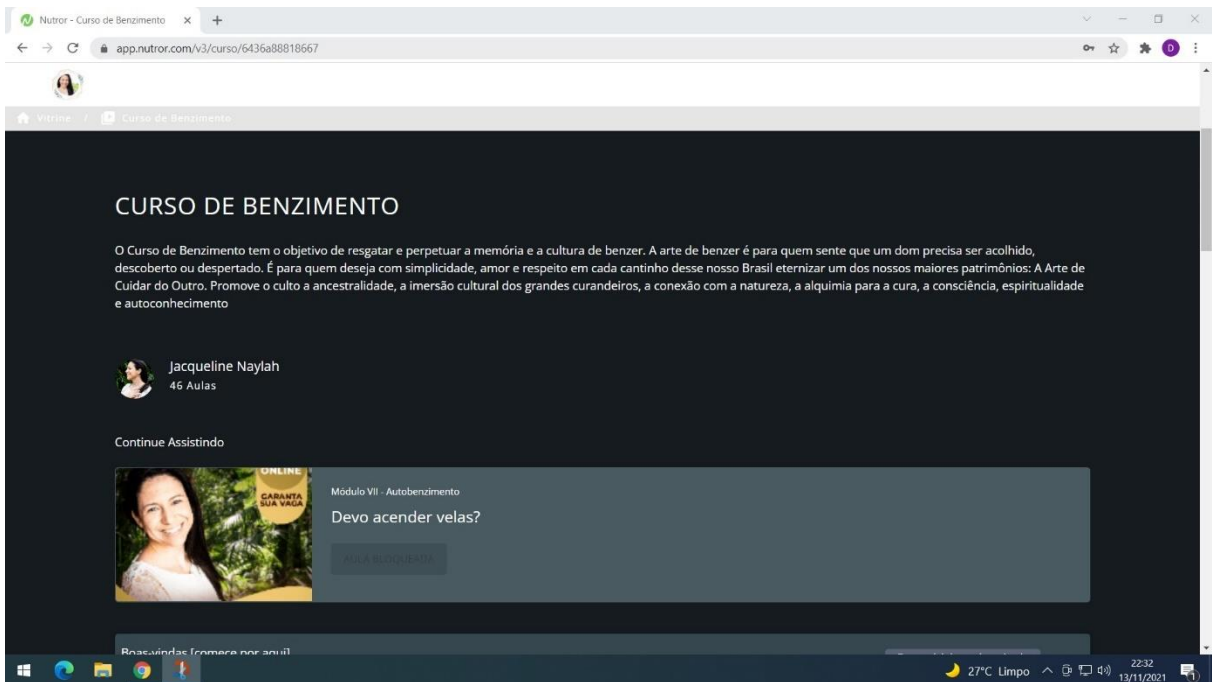 Nutror - Curso de Benzimento
app.nutror.com/v3/curso/6436a88818667
D
Vitrine / Curso de Benzimento
CURSO DE BENZIMENTO
O Curso de Benzimento tem o objetivo de resgatar e perpetuar a memória e a cultura de benzer. A arte de benzer é para quem sente que um dom precisa ser acolhido,
descoberto ou despertado. É para quem deseja com simplicidade, amor e respeito em cada cantinho desse nosso Brasil eternizar um dos nossos maiores patrimônios: A Arte de
Cuidar do Outro. Promove o culto a ancestralidade, a imersão cultural dos grandes curandeiros, a conexão com a natureza, a alquimia para a cura, a consciência, espiritualidade
e autoconhecimento
Jacqueline Naylah
46 Aulas
Continue Assistindo
ONLINE
GARANTA
SUA VAGA
Módulo VII - Autobenzimento
Devo acender velas?
AULA BLOQUEADA
Boas-vindas [comece por aqui]
27°C Limpo
22:32
13/11/2021
1